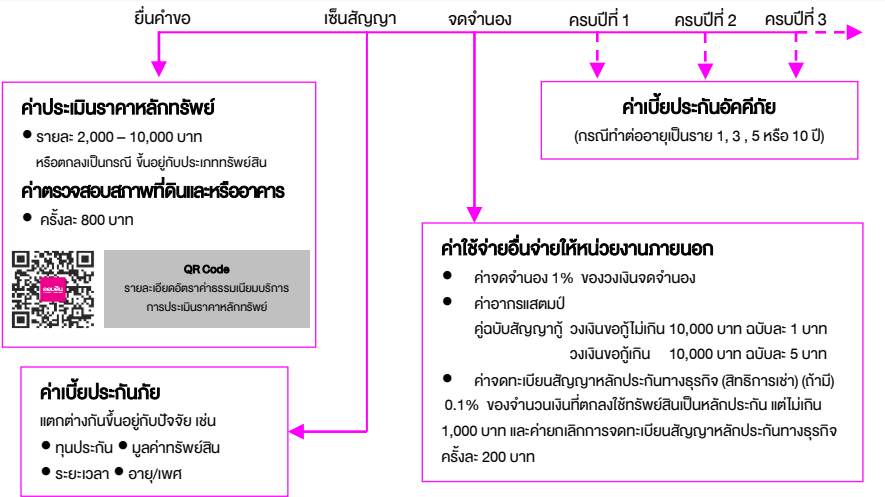 ยื่นคำขอ
เซ็นสัญญา
จดจำนอง
ครบปีที่ 1
ครบปีที่ 2
ครบปีที่ 3
ค่าประเมินราคาหลักทรัพย์
● รายละ 2,000 – 10,000 บาท
หรือตกลงเป็นกรณี ขึ้นอยู่กับประเภททรัพย์สิน
ค่าตรวจสอบสภาพที่ดินและหรืออาคาร
● ครั้งละ 800 บาท
ออมสิน
QR Code
รายละเอียดอัตราค่าธรรมเนียมบริการ
การประเมินราคาหลักทรัพย์
ค่าเบี้ยประกันภัย
แตกต่างกันขึ้นอยู่กับปัจจัย เช่น
● ทุนประกัน ● มูลค่าทรัพย์สิน
● ระยะเวลา ● อายุ/เพศ
ค่าเบี้ยประกันอัคคีภัย
(กรณีทำต่ออายุเป็นราย 1, 3 , 5 หรือ 10 ปี)
ค่าใช้จ่ายอื่นจ่ายให้หน่วยงานภายนอก
● ค่าจดจำนอง 1% ของวงเงินจดจำนอง
● ค่าอากรแสตมป์
คู่ฉบับสัญญากู้ วงเงินขอกู้ไม่เกิน 10,000 บาท ฉบับละ 1 บาท
วงเงินขอกู้เกิน 10,000 บาท ฉบับละ 5 บาท
● ค่าจดทะเบียนสัญญาหลักประกันทางธุรกิจ (สิทธิการเช่า) (ถ้ามี)
0.1% ของจำนวนเงินที่ตกลงใช้ทรัพย์สินเป็นหลักประกัน แต่ไม่เกิน
1,000 บาท และค่ายกเลิกการจดทะเบียนสัญญาหลักประกันทางธุรกิจ
ครั้งละ 200 บาท